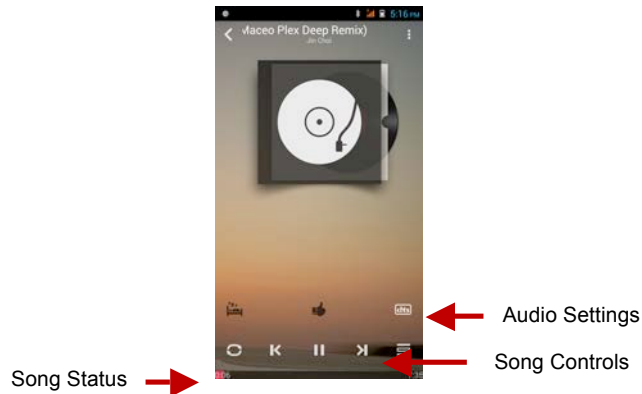 5:16 PM
Maceo Plex Deep Remix)
Jin Choi
Audio Settings
Song Controls
Song Status